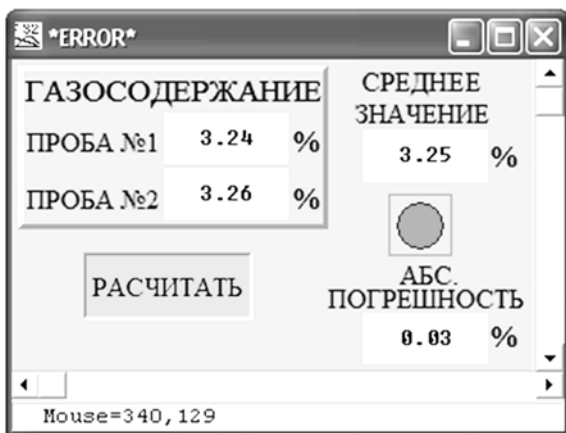 *ERROR*
ГАЗОСОДЕРЖАНИЕ
ПРОБА №1 3.24 %
ПРОБА №2 3.26 %
РАСЧИТАТЬ
СРЕДНЕЕ
ЗНАЧЕНИЕ
3.25 %
АБС.
ПОГРЕШНОСТЬ
0.03 %
Mouse=340,129